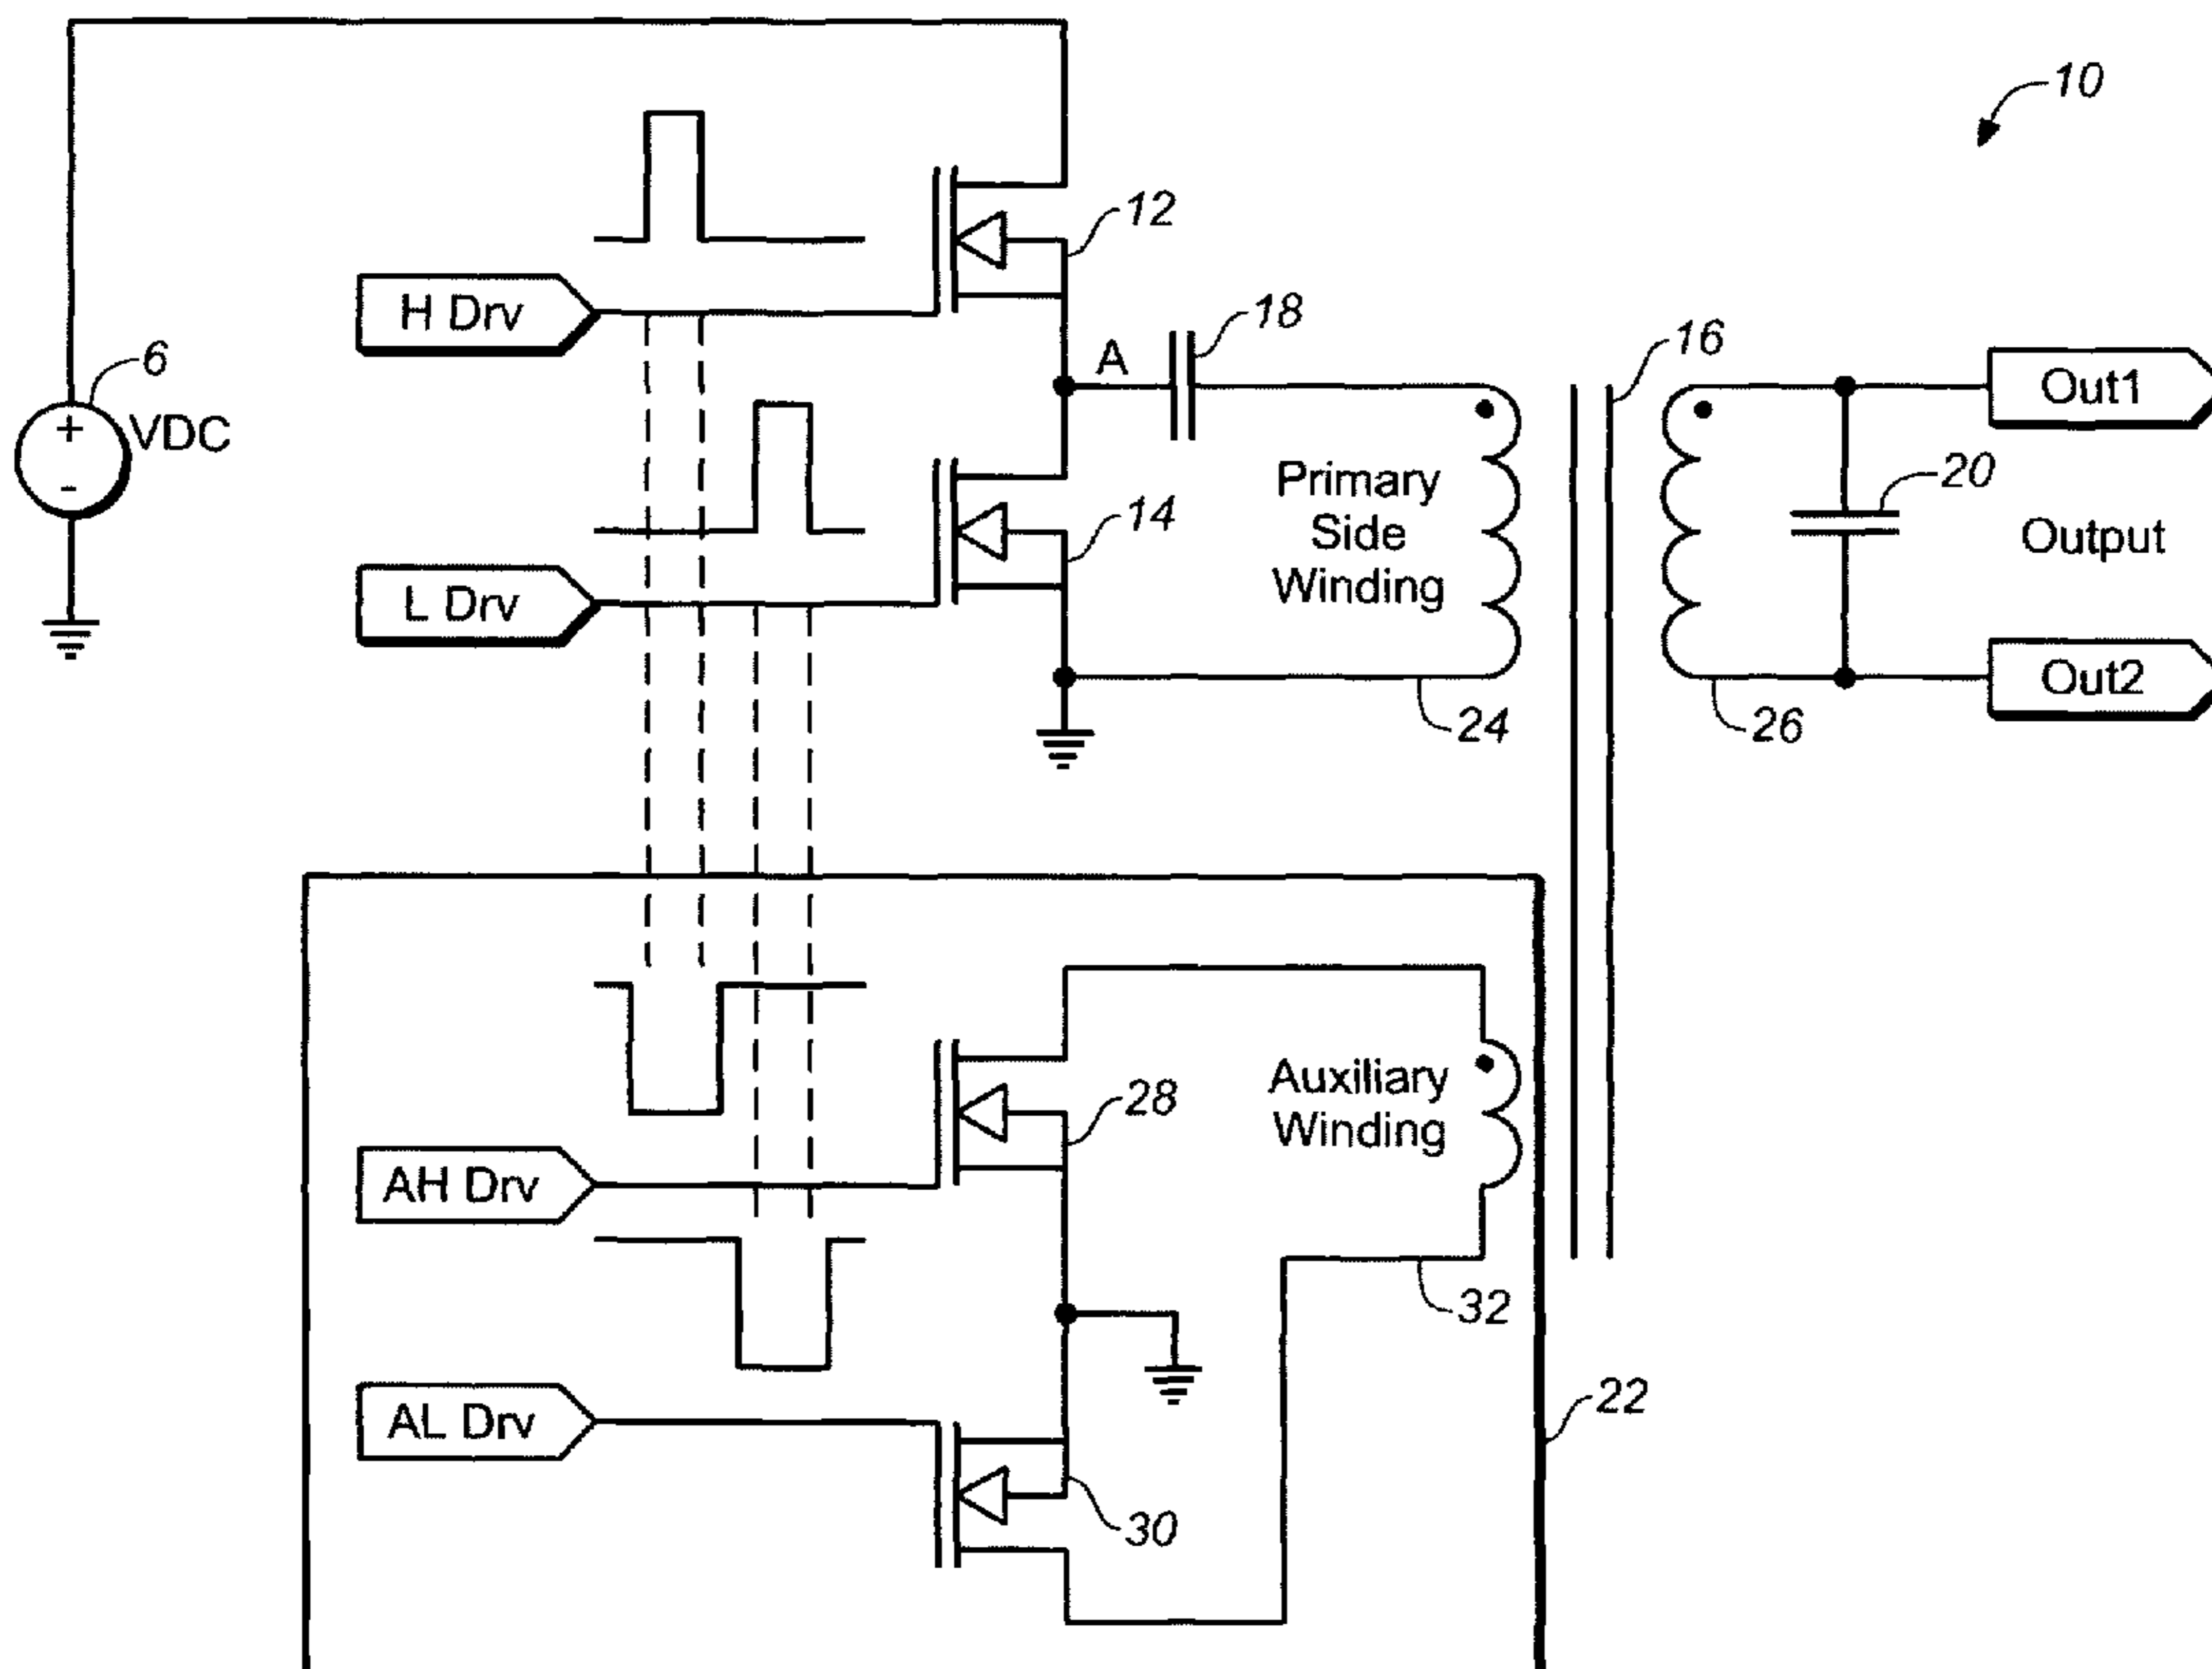 10
12
H Drv
18
A
16
6
+
VDC
-
Out1
Primary
Side
Winding
20
Output
14
L Drv
Out2
24
26
Auxiliary
Winding
28
AH Drv
32
AL Drv
22
30